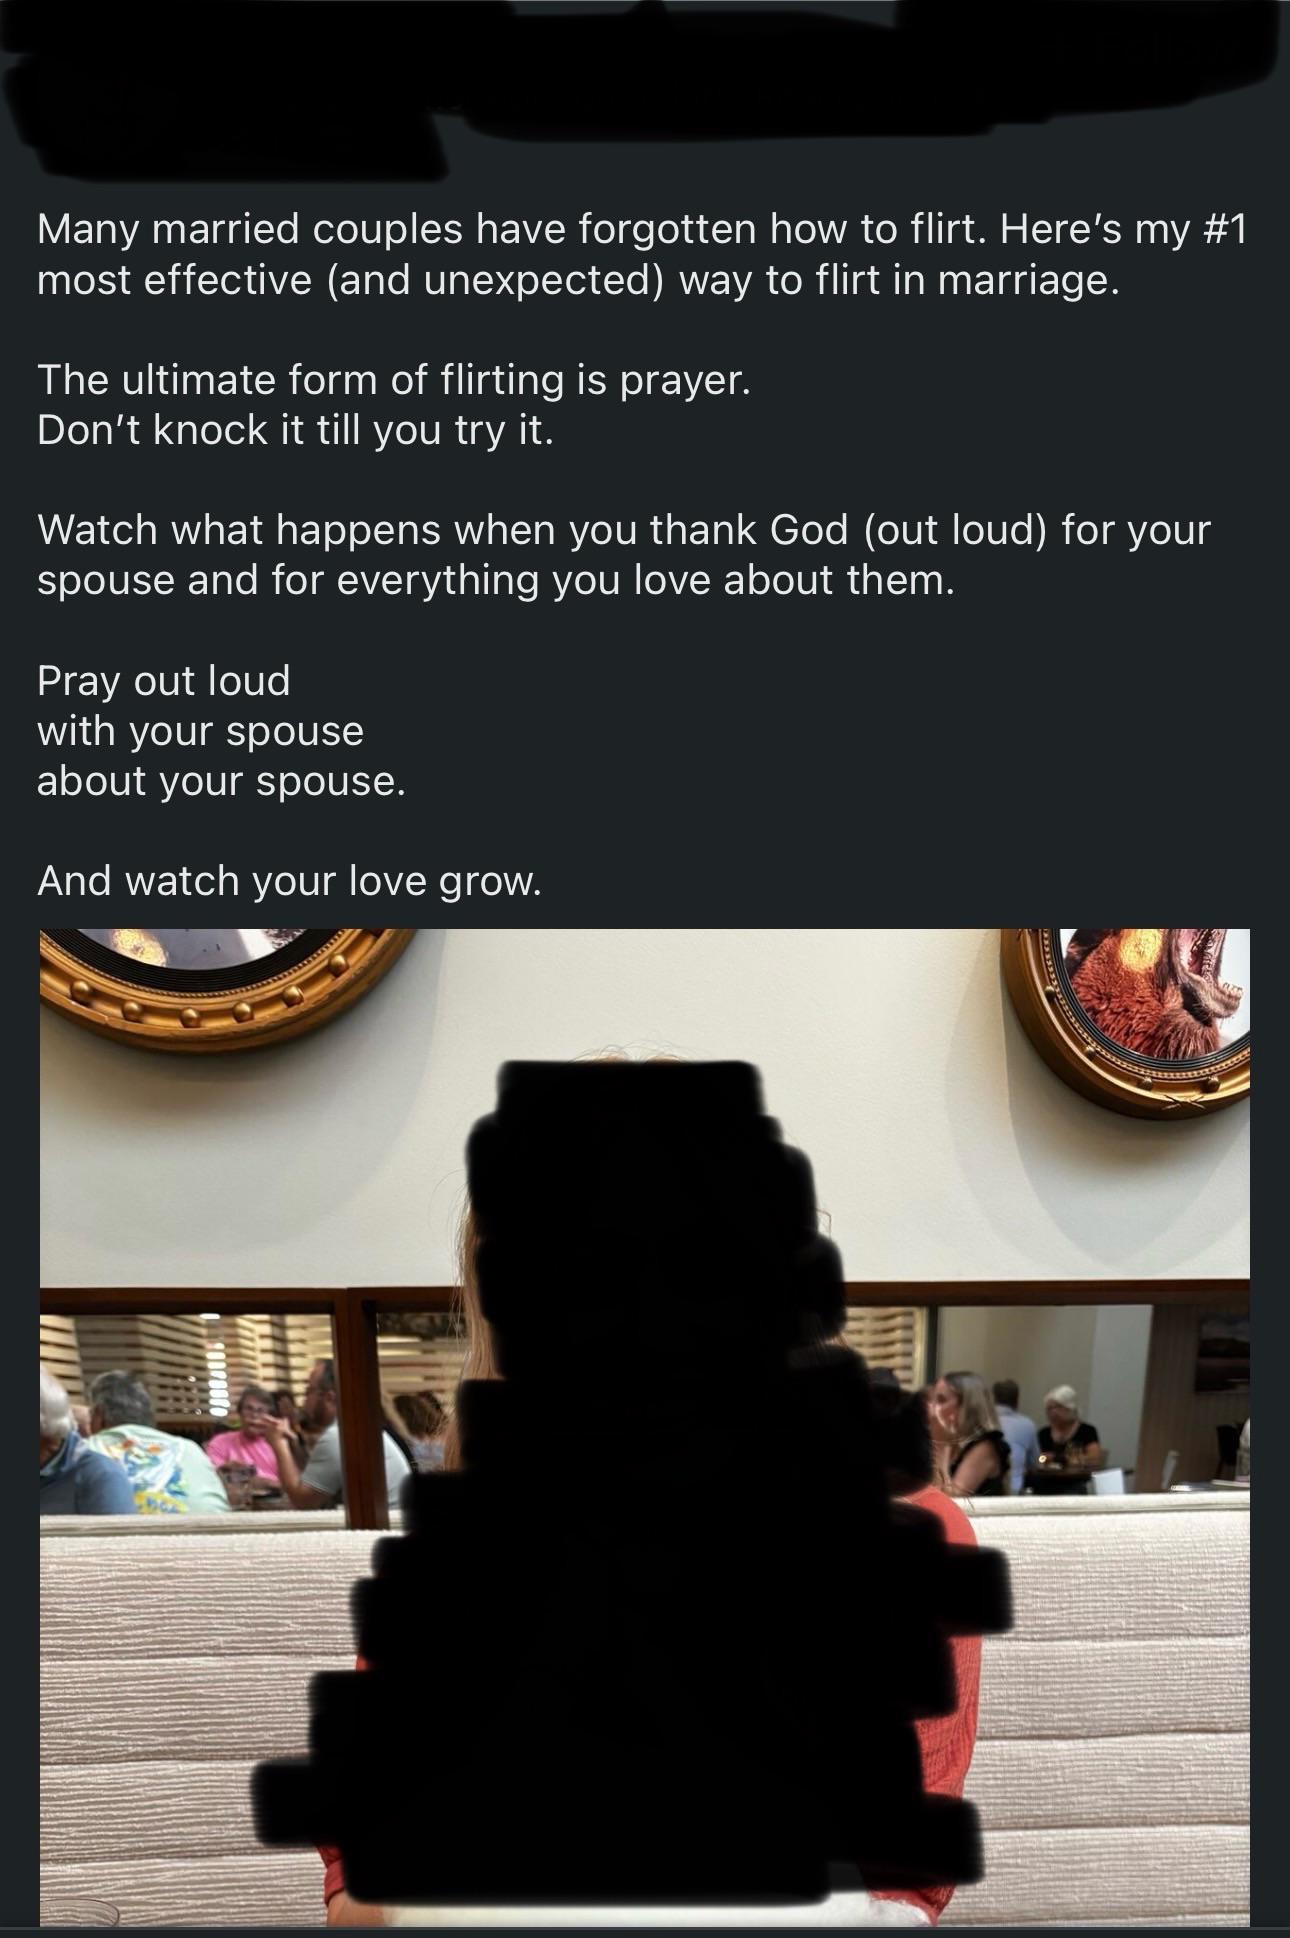 Many married couples have forgotten how to flirt. Here’s my #1
most effective (and unexpected) way to flirt in marriage.
The ultimate form of flirting is prayer.
Don’t knock it till you try it.
Watch what happens when you thank God (out loud) for your
spouse and for everything you love about them.
Pray out loud
with your spouse
about your spouse.
And watch your love grow.